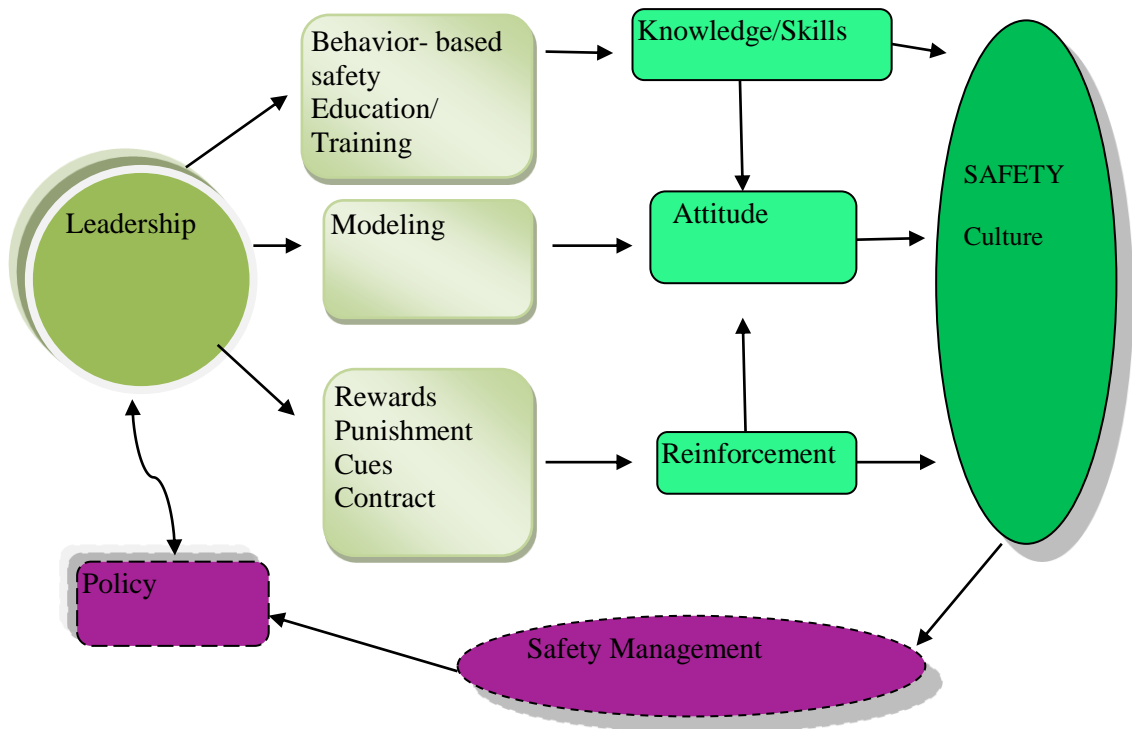 Behavior- based
safety
Education/
Training
Knowledge/Skills
Leadership
Modeling
Attitude
SAFETY
Culture
Rewards
Punishment
Cues
Contract
Reinforcement
Policy
Safety Management